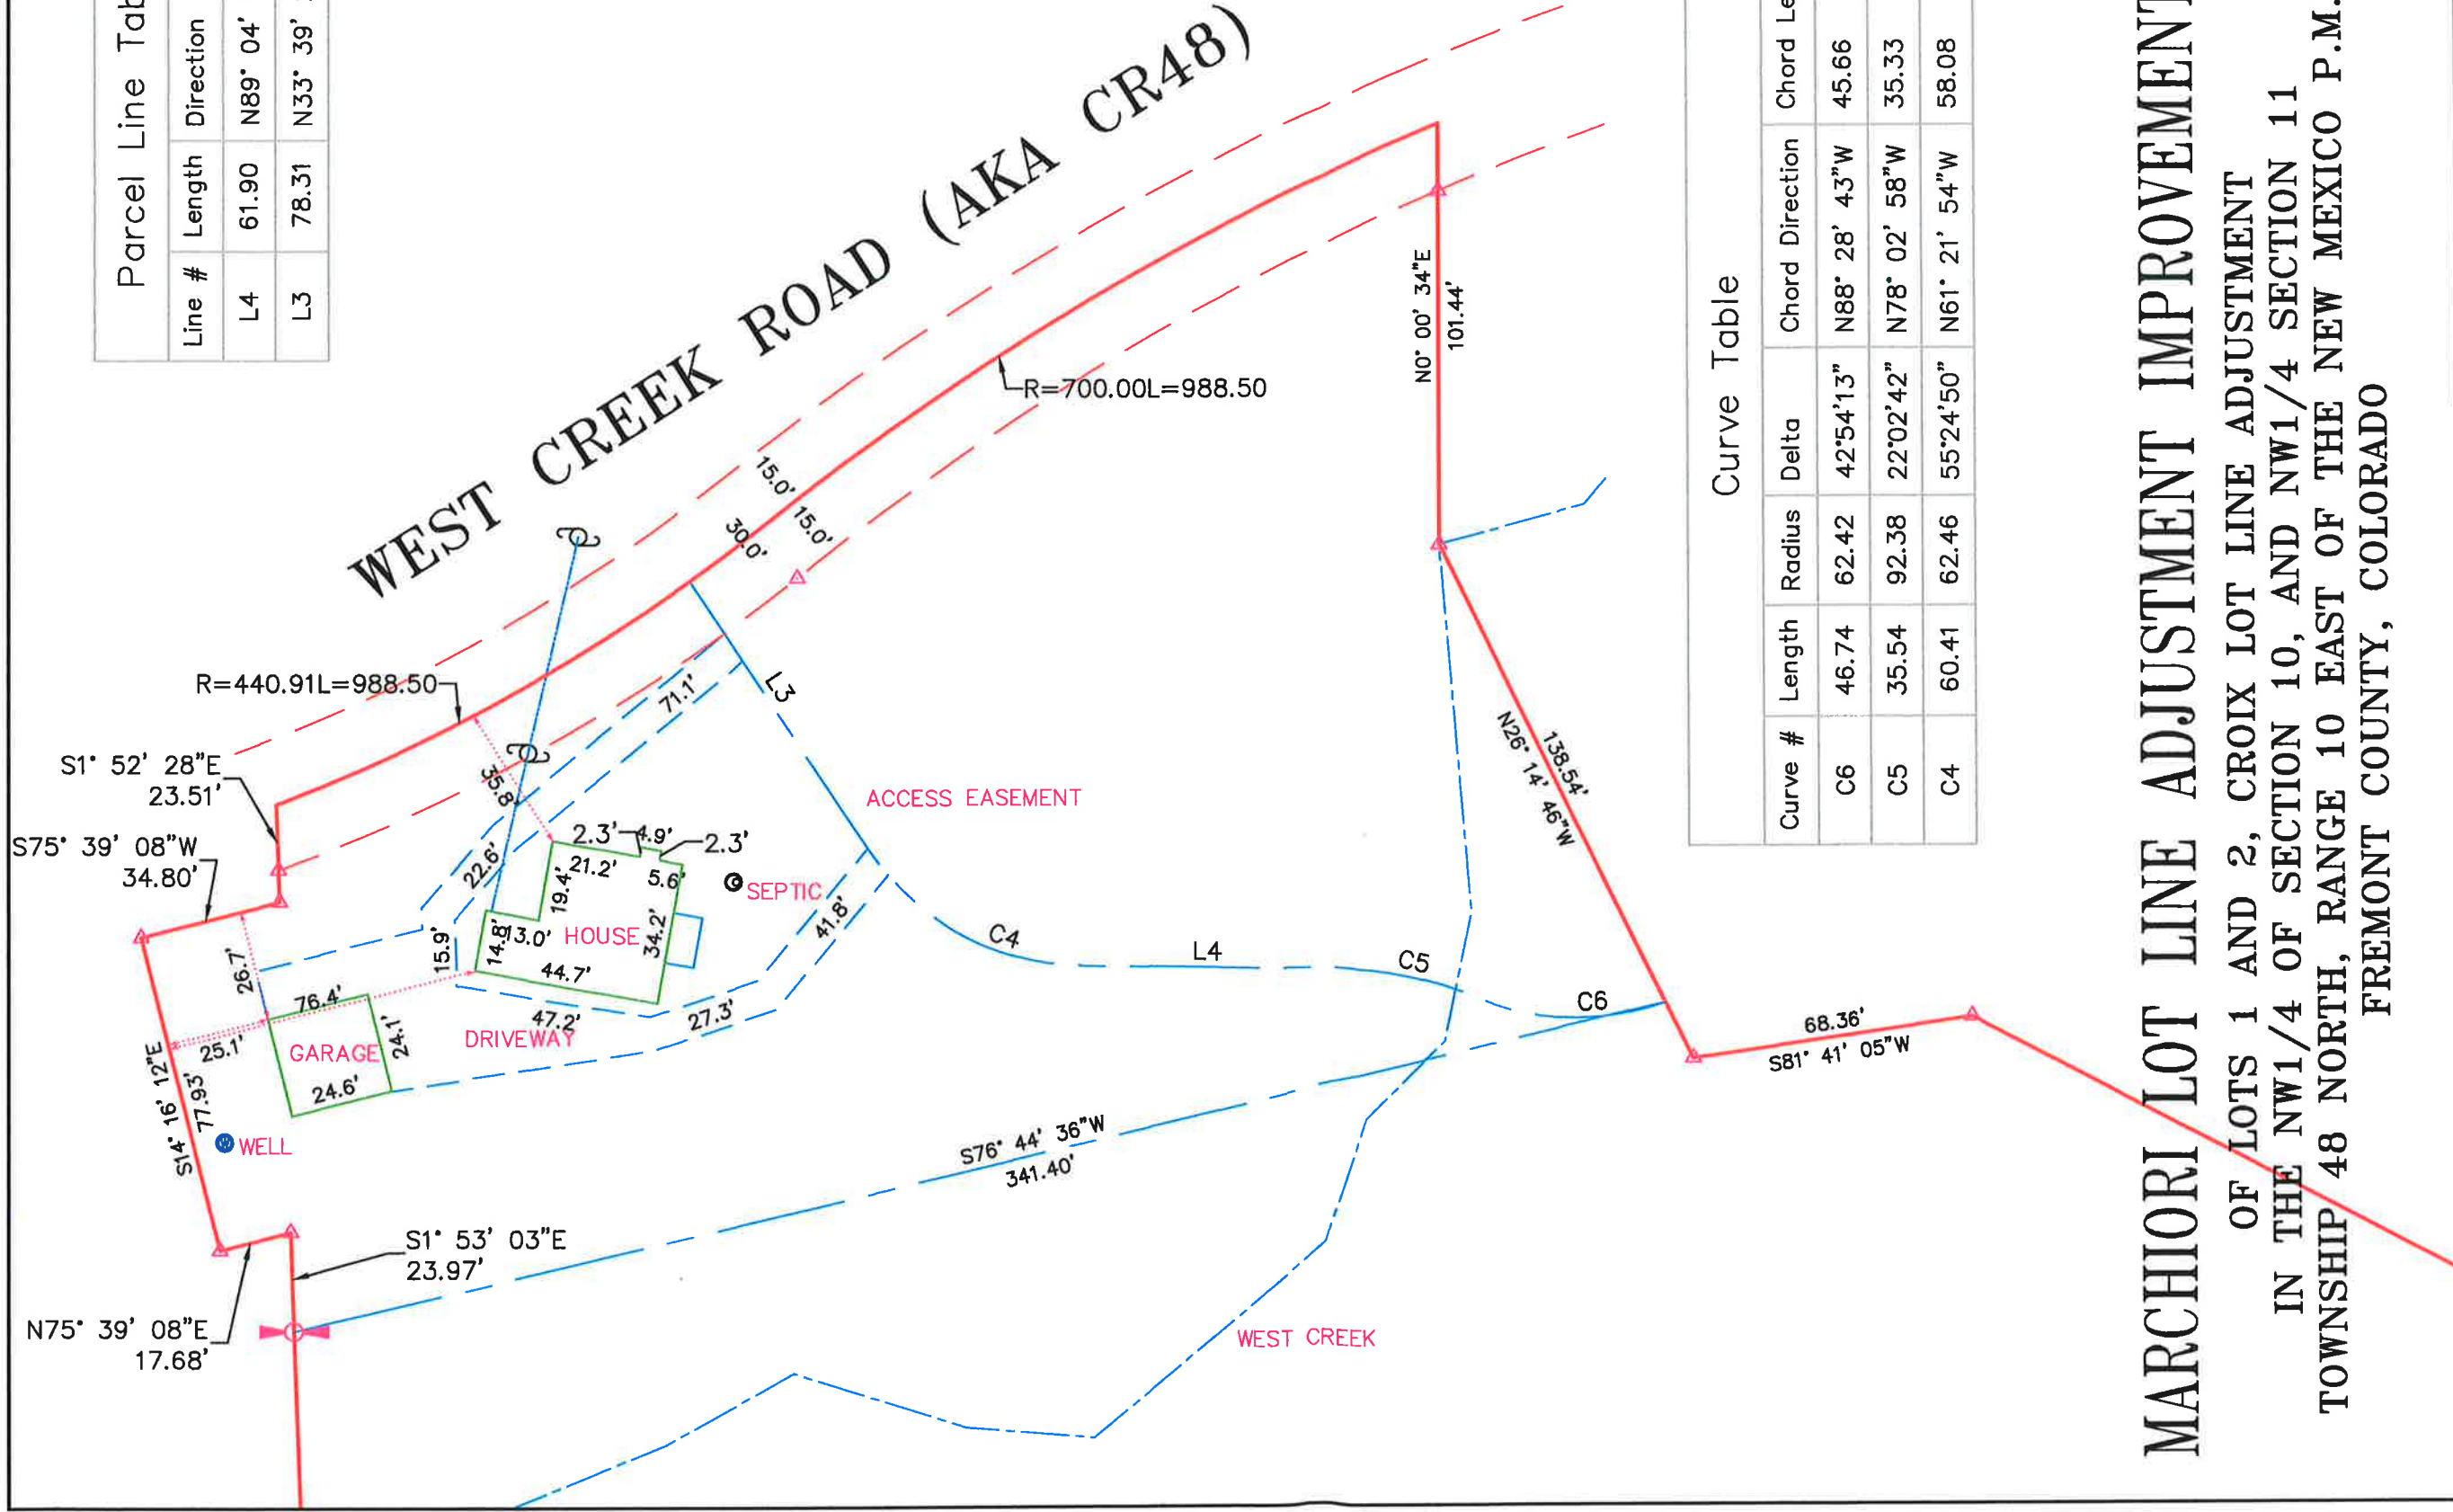 Parcel Line Tab
Line # Length Direction
L4 61.90 N89° 04'
L3 78.31 N33° 39'
WEST CREEK ROAD (AKA CR48)
R=700.00L=988.50
N0° 00' 34"E
101.44'
15.0'
30.0'
15.0'
R=440.91L=988.50
S1° 52' 28"E
23.51'
S75° 39' 08"W
34.80'
71.1'
L3
35.8'
22.6'
ACCESS EASEMENT
2.3'
4.9'
2.3'
21.2'
5.6'
19.4'
SEPTIC
14.8'
13.0'
HOUSE
34.2'
44.7'
15.9'
41.8'
26.7'
76.4'
25.1'
GARAGE
24.1'
24.6'
DRIVEWAY
47.2'
27.3'
C4
L4
C5
C6
138.54'
N26° 14' 46"W
68.36'
S81° 41' 05"W
S14° 16' 12"E
77.93'
WELL
S76° 44' 36"W
341.40'
S1° 53' 03"E
23.97'
N75° 39' 08"E
17.68'
WEST CREEK
Curve Table
Curve # Length Radius Delta Chord Direction Chord Le
C6 46.74 62.42 42°54'13" N88° 28' 43"W 45.66
C5 35.54 92.38 22°02'42" N78° 02' 58"W 35.33
C4 60.41 62.46 55°24'50" N61° 21' 54"W 58.08
MARCHIORI LOT LINE ADJUSTMENT IMPROVEMENT
OF LOTS 1 AND 2, CROIX LOT LINE ADJUSTMENT
IN THE NW1/4 OF SECTION 10, AND NW1/4 SECTION 11
TOWNSHIP 48 NORTH, RANGE 10 EAST OF THE NEW MEXICO P.M.
FREMONT COUNTY, COLORADO